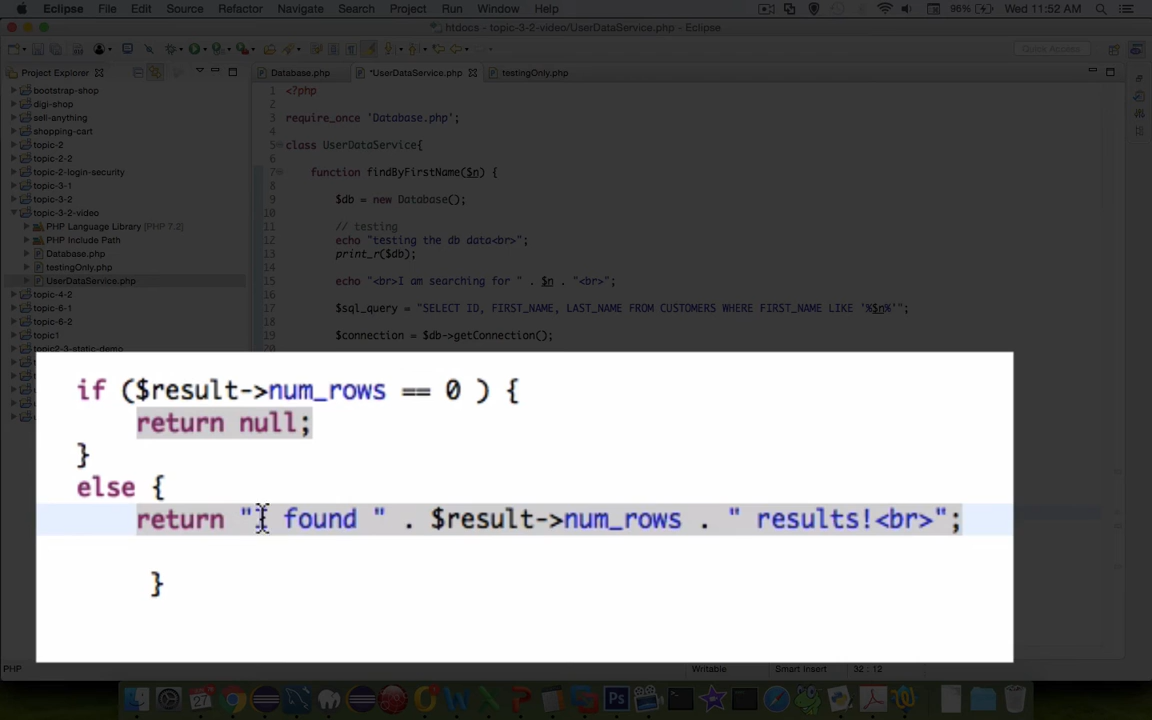 Eclipse File Edit Source Refactor Navigate Search Project Run Window Help 96% Wed 11:52 AM
htdocs - topic-3-2-video/UserDataService.php - Eclipse
Quick Access
Project Explorer Database.php *UserDataService.php testingOnly.php
bootstrap-shop
digi-shop
sell-anything
shopping-cart
topic-2
topic-2-2
topic-2-login-security
topic-3-1
topic-3-2
topic-3-2-video
PHP Language Library [PHP 7.2]
PHP Include Path
Database.php
testingOnly.php
UserDataService.php
topic-4-2
topic-6-1
topic-6-2
topic1
topic2-3-static-demo
1 <?php
2
3 require_once 'Database.php';
4
5 class UserDataService{
6
7 function findByFirstName($n) {
8
9 $db = new Database();
10
11 // testing
12 echo "testing the db data<br>";
13 print_r($db);
14
15 echo "<br>I am searching for " . $n . "<br>";
16
17 $sql_query = "SELECT ID, FIRST_NAME, LAST_NAME FROM CUSTOMERS WHERE FIRST_NAME LIKE '%$n%'";
18
19 $connection = $db->getConnection();
20
if ($result->num_rows == 0 ) {
return null;
}
else {
return "I found " . $result->num_rows . " results!<br>";
}
PHP Writable Smart Insert 32 : 12